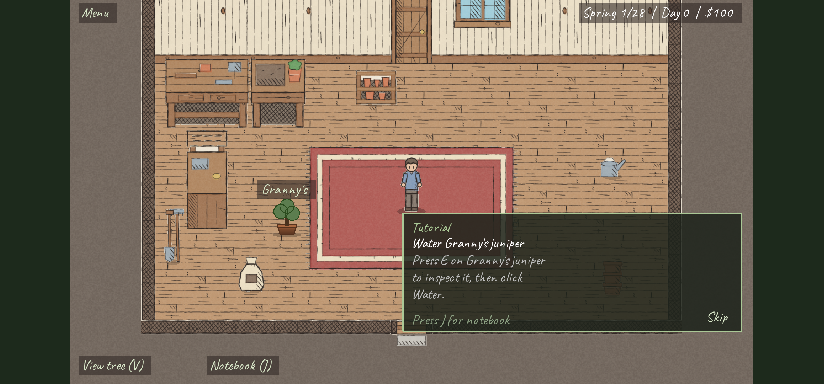 Menu
Spring 1/28 | Day 0 | $100
Granny's
Tutorial
Water Granny's juniper
Press E on Granny's juniper
to inspect it, then click
Water.
Press J for notebook
Skip
View tree (V)
Notebook (J)